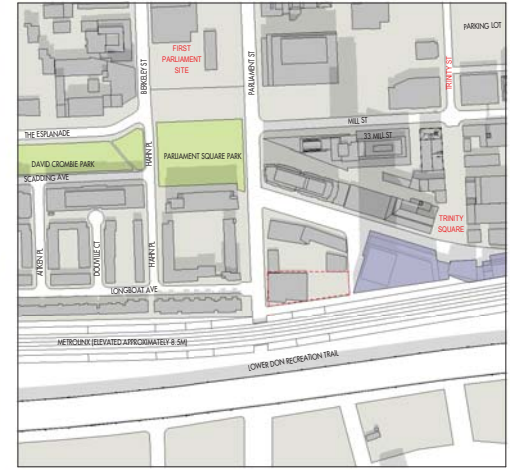 PARKING LOT
FIRST
PARLIAMENT
SITE
BERKELEY ST
PARLIAMENT ST
TRINITY ST
MILL ST
THE ESPLANADE
33 MILL ST
HAHN PL
PARLIAMENT SQUARE PARK
DAVID CROMBIE PARK
SCADDING AVE
TRINITY
SQUARE
AITKEN PL
DOUVILLE CT
HAHN PL
LONGBOAT AVE
METROLINX (ELEVATED APPROXIMATELY 8.5M)
LOWER DON RECREATION TRAIL